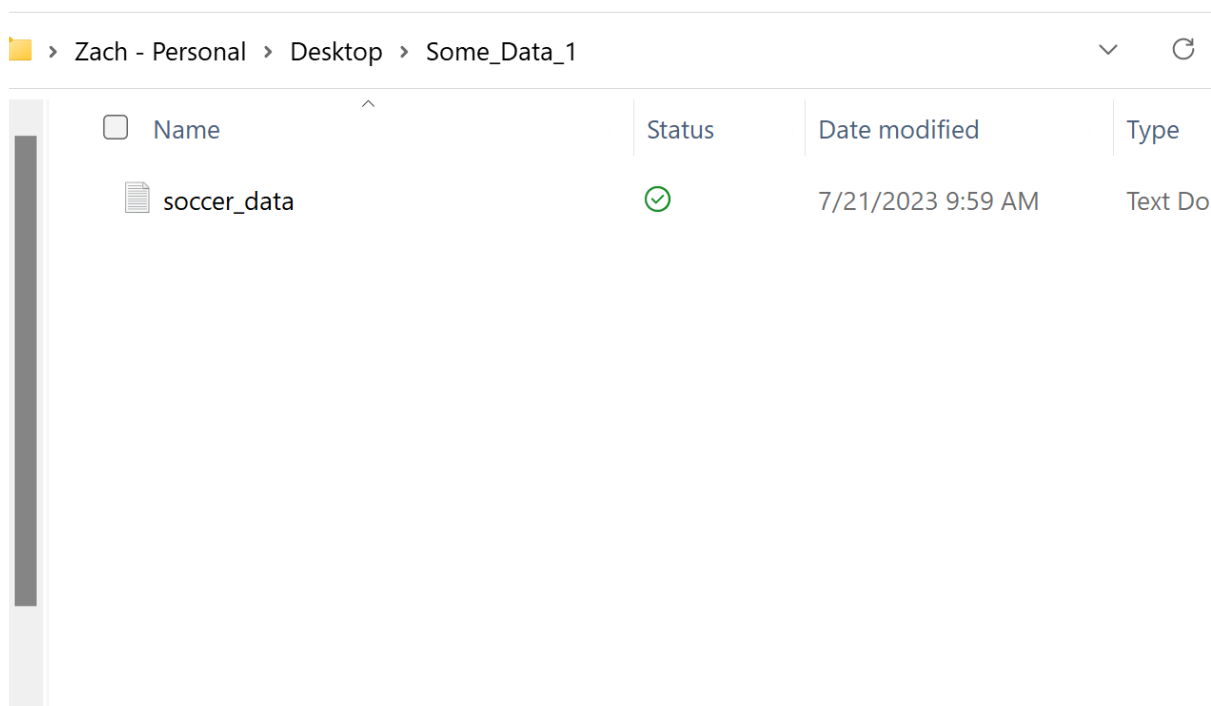 Zach - Personal > Desktop > Some_Data_1
Name Status Date modified Type
soccer_data 7/21/2023 9:59 AM Text Do